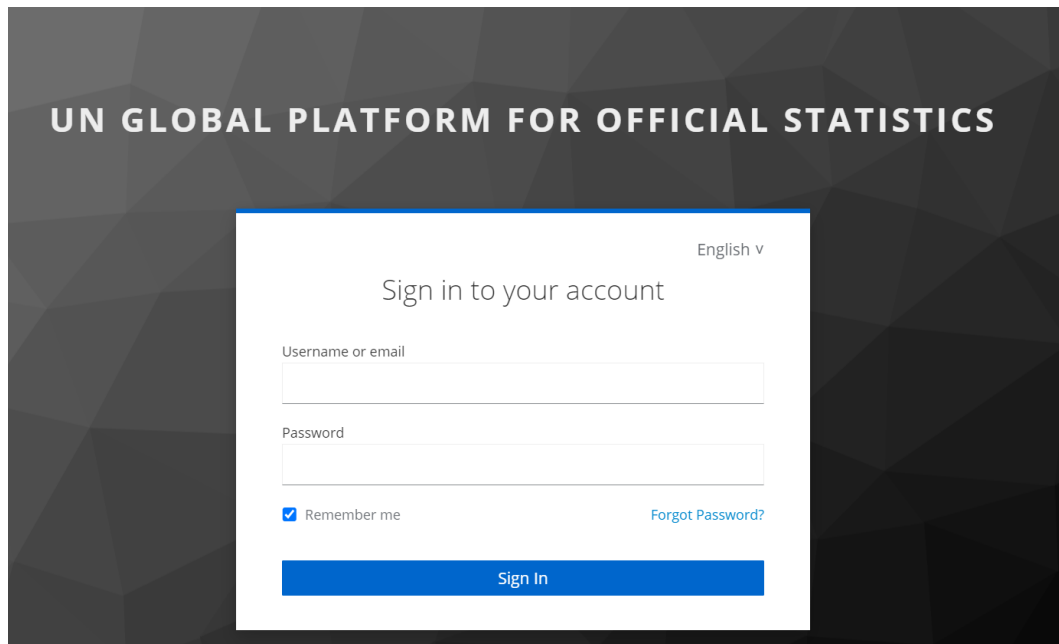 UN GLOBAL PLATFORM FOR OFFICIAL STATISTICS
English v
Sign in to your account
Username or email
Password
Remember me Forgot Password?
Sign In